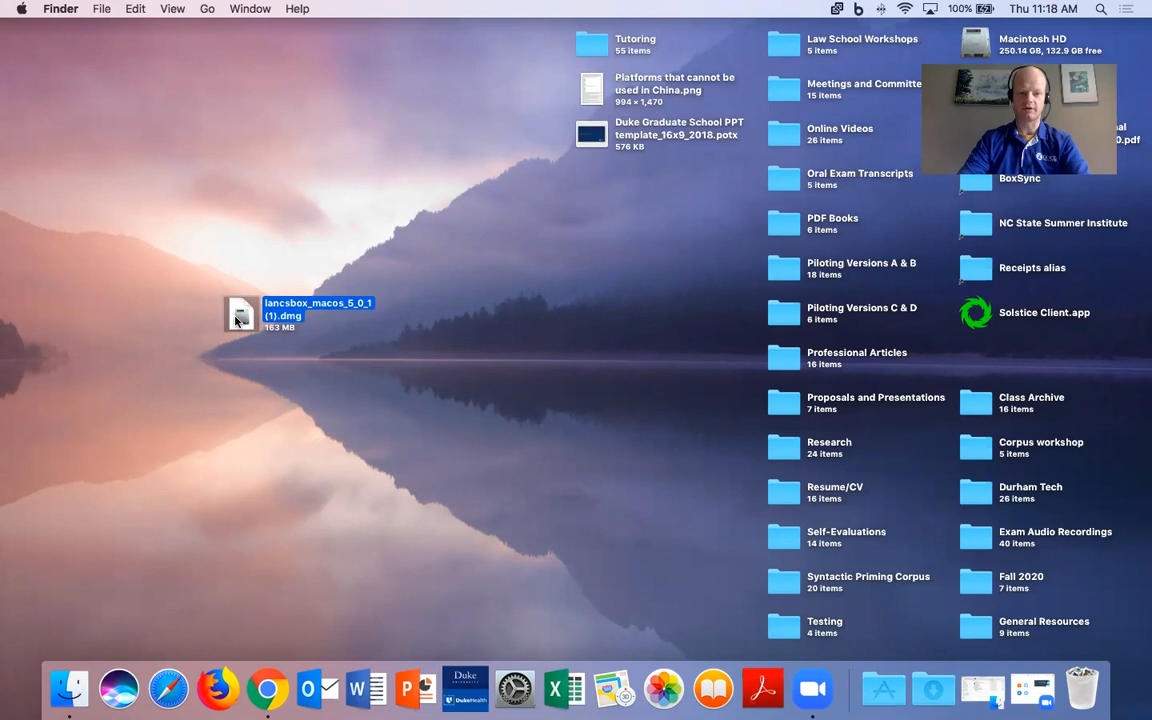 Finder File Edit View Go Window Help
100% Thu 11:18 AM
Tutoring
55 items
Platforms that cannot be
used in China.png
994 × 1,470
Duke Graduate School PPT
template_16x9_2018.potx
576 KB
lancsbox_macos_5_0_1
(1).dmg
163 MB
Law School Workshops
5 items
Meetings and Committe
15 items
Online Videos
26 items
Oral Exam Transcripts
5 items
PDF Books
6 items
Piloting Versions A & B
18 items
Piloting Versions C & D
6 items
Professional Articles
16 items
Proposals and Presentations
7 items
Research
24 items
Resume/CV
16 items
Self-Evaluations
14 items
Syntactic Priming Corpus
20 items
Testing
4 items
Macintosh HD
250.14 GB, 132.9 GB free
al
0.pdf
BoxSync
NC State Summer Institute
Receipts alias
Solstice Client.app
Class Archive
16 items
Corpus workshop
5 items
Durham Tech
26 items
Exam Audio Recordings
40 items
Fall 2020
7 items
General Resources
9 items
Duke
DukeHealth